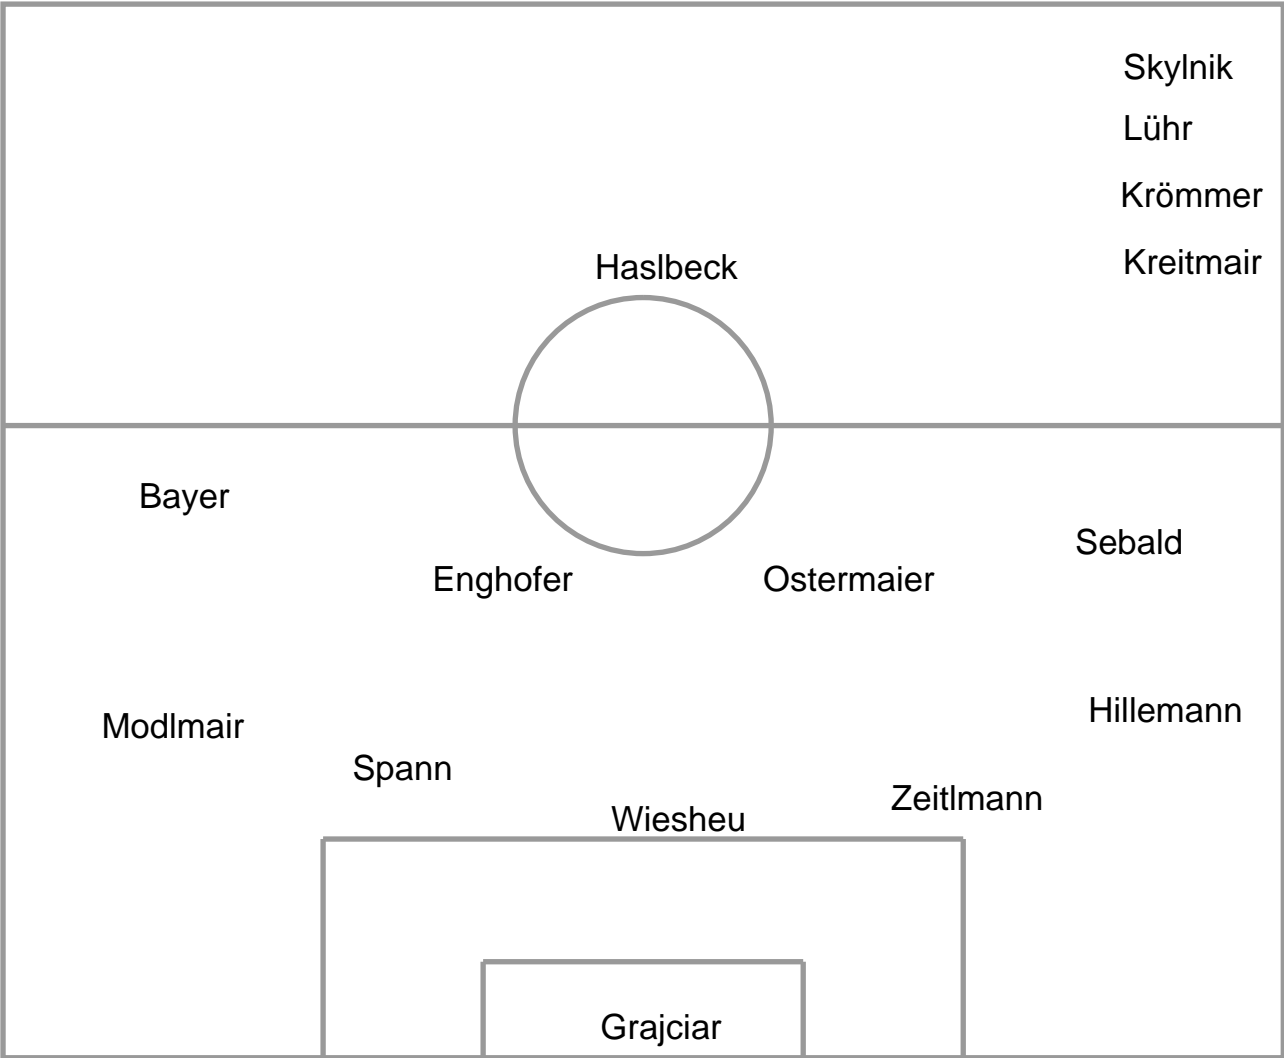 Skylnik
Lühr
Krömmer
Kreitmair
Haslbeck
Bayer
Sebald
Enghofer
Ostermaier
Hillemann
Modlmair
Spann
Zeitlmann
Wiesheu
Grajciar